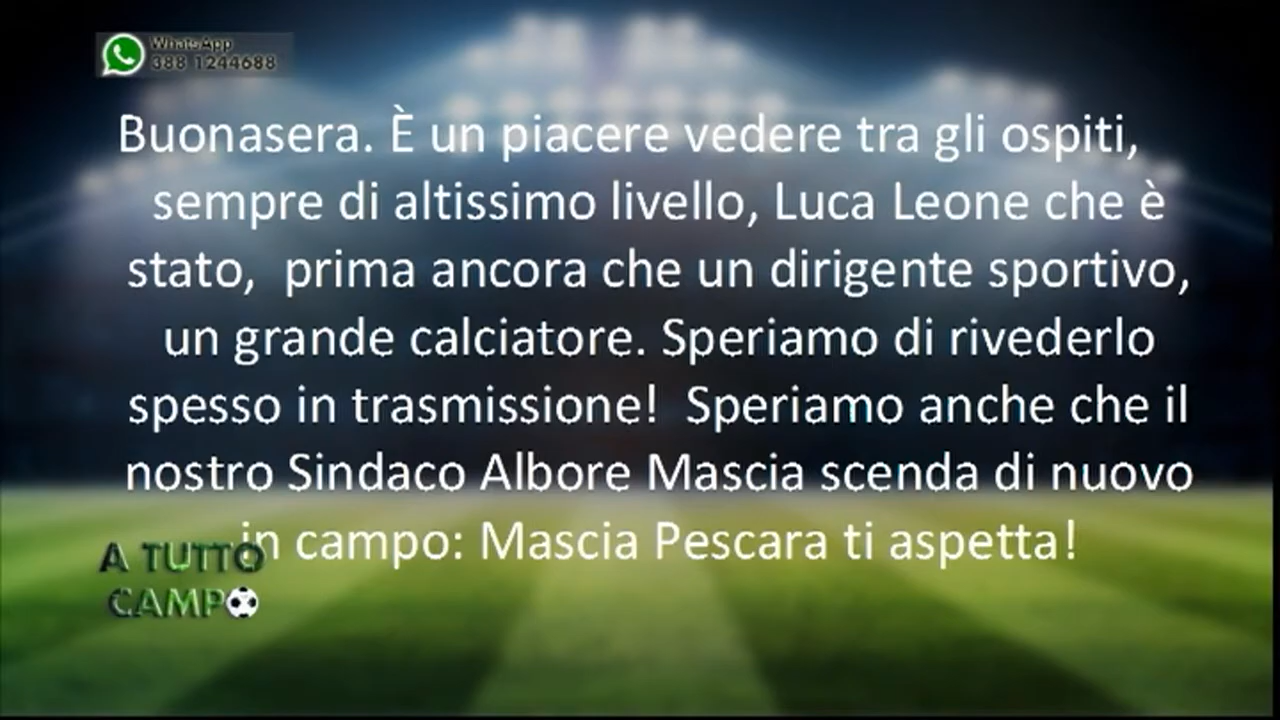 WhatsApp
388 1244688
Buonasera. È un piacere vedere tra gli ospiti,
sempre di altissimo livello, Luca Leone che è
stato,  prima ancora che un dirigente sportivo,
un grande calciatore. Speriamo di rivederlo
spesso in trasmissione!  Speriamo anche che il
nostro Sindaco Albore Mascia scenda di nuovo
in campo: Mascia Pescara ti aspetta!
A TUTTO
CAMPO